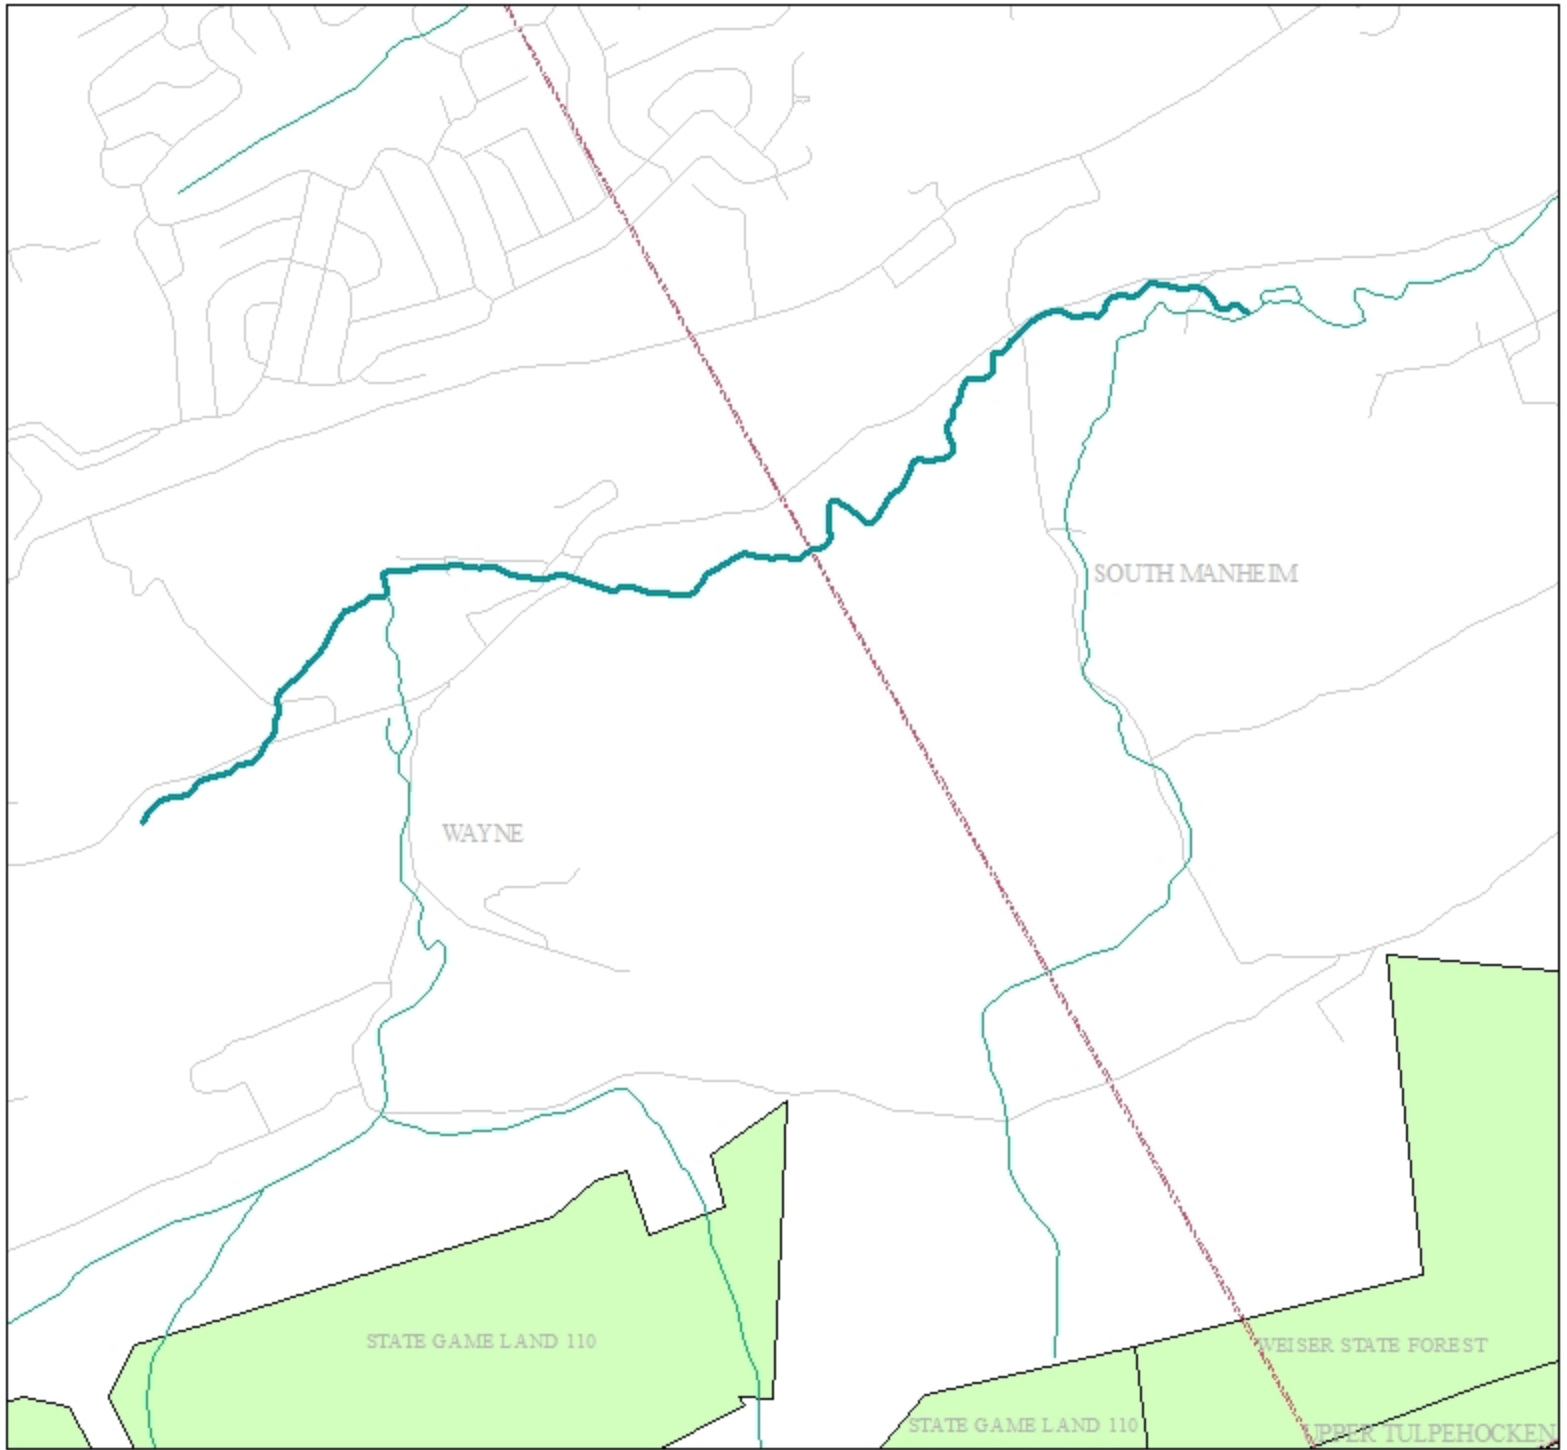 SOUTH MANHEIM
WAYNE
STATE GAME LAND 110
WEISER STATE FOREST
STATE GAME LAND 110
UPPER TULPEHOCKEN